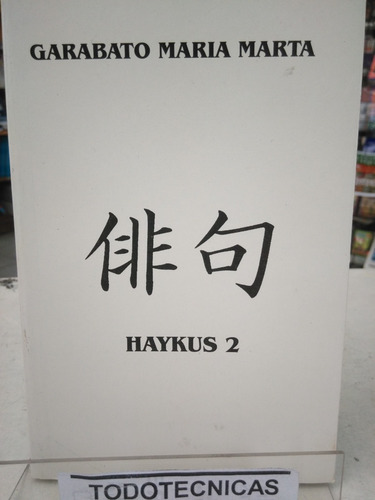 GARABATO MARIA MARTA
俳句
HAYKUS 2
TODOTECNICAS